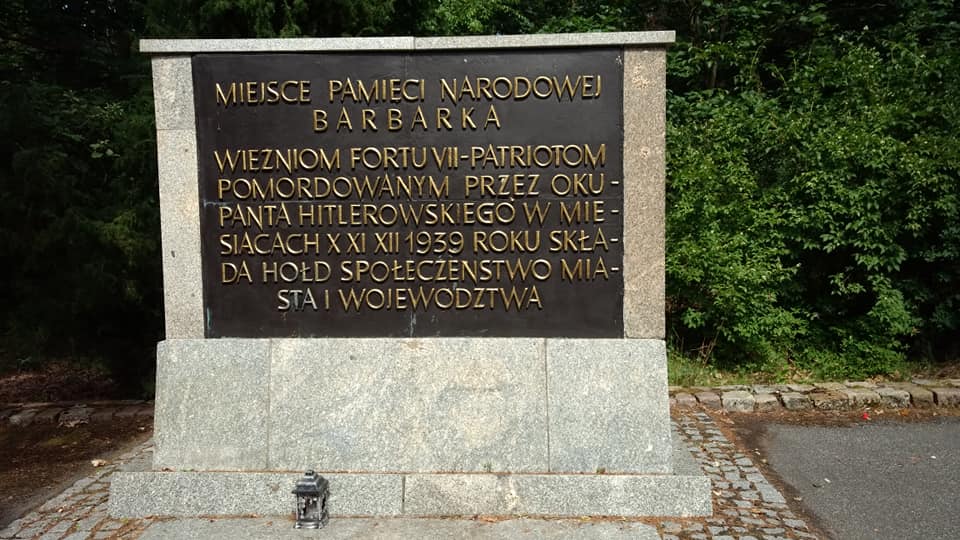 MIEJSCE PAMIĘCI NARODOWEJ
BARBARKA
WIĘŹNIOM FORTU VII-PATRIOTOM
POMORDOWANYM PRZEZ OKU-
PANTA HITLEROWSKIEGO W MIE-
SIĄCACH X XI XII 1939 ROKU SKŁA-
DA HOŁD SPOŁECZEŃSTWO MIA-
STA I WOJEWÓDZTWA